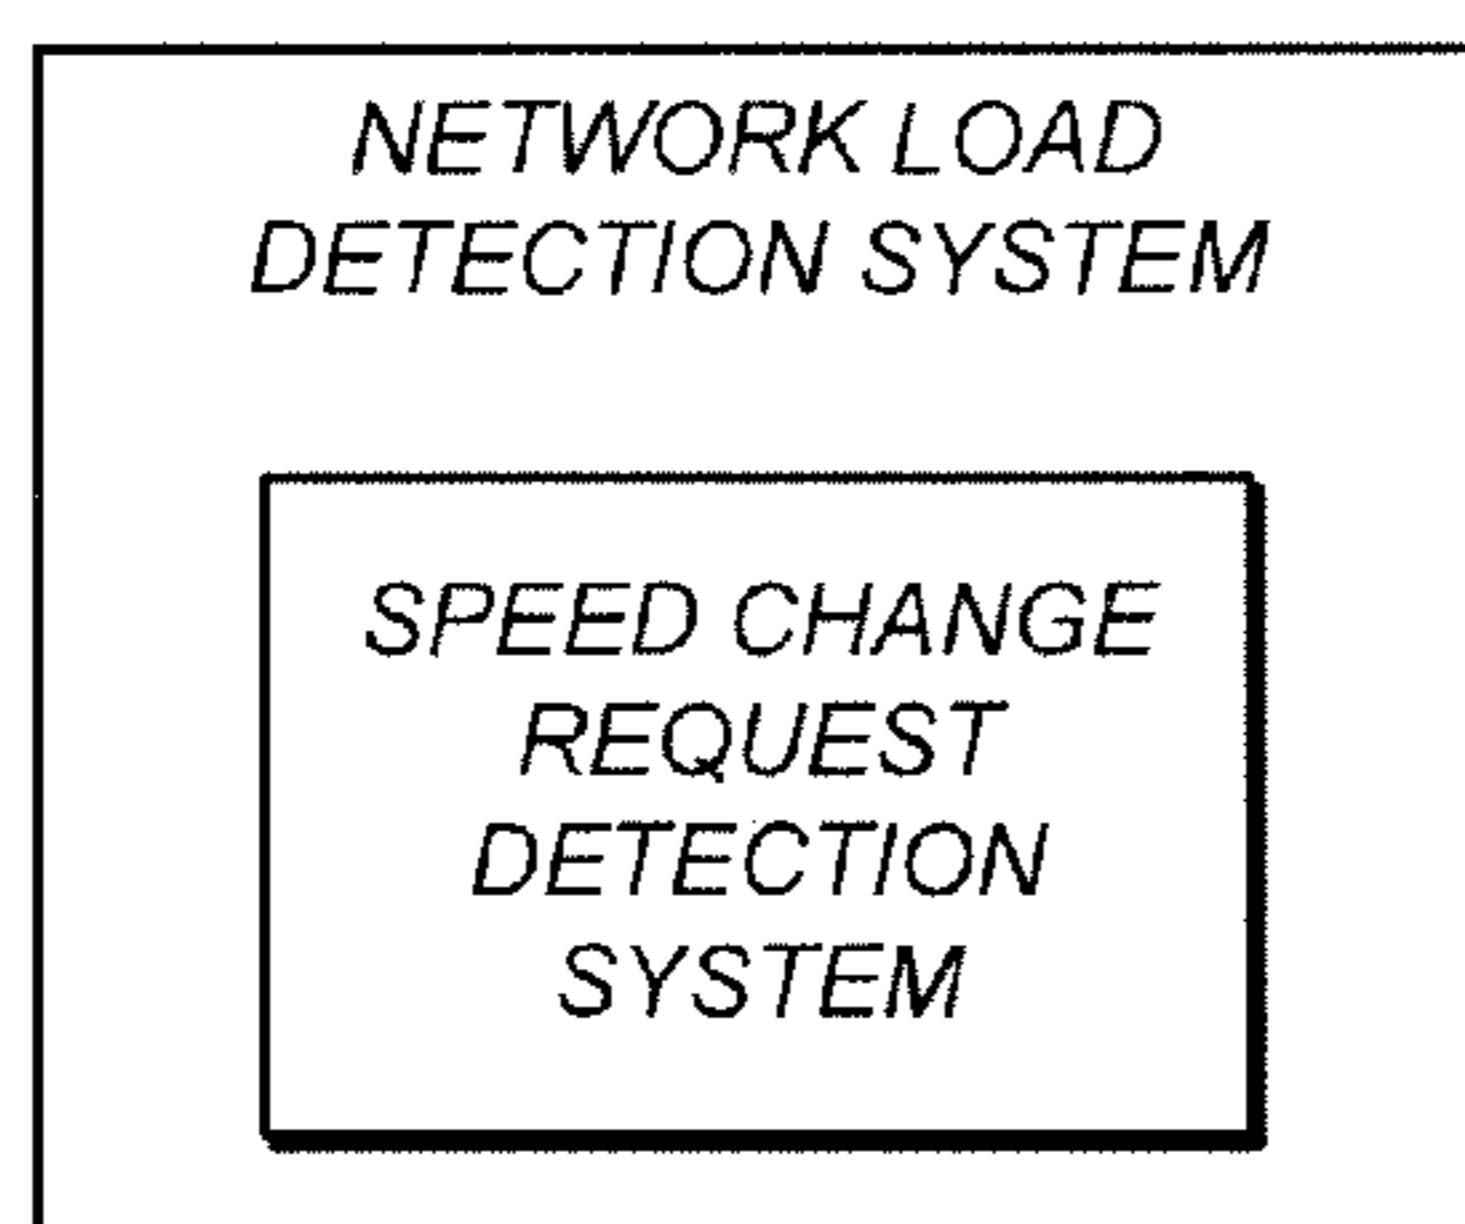 NETWORK LOAD
DETECTION SYSTEM
SPEED CHANGE
REQUEST
DETECTION
SYSTEM